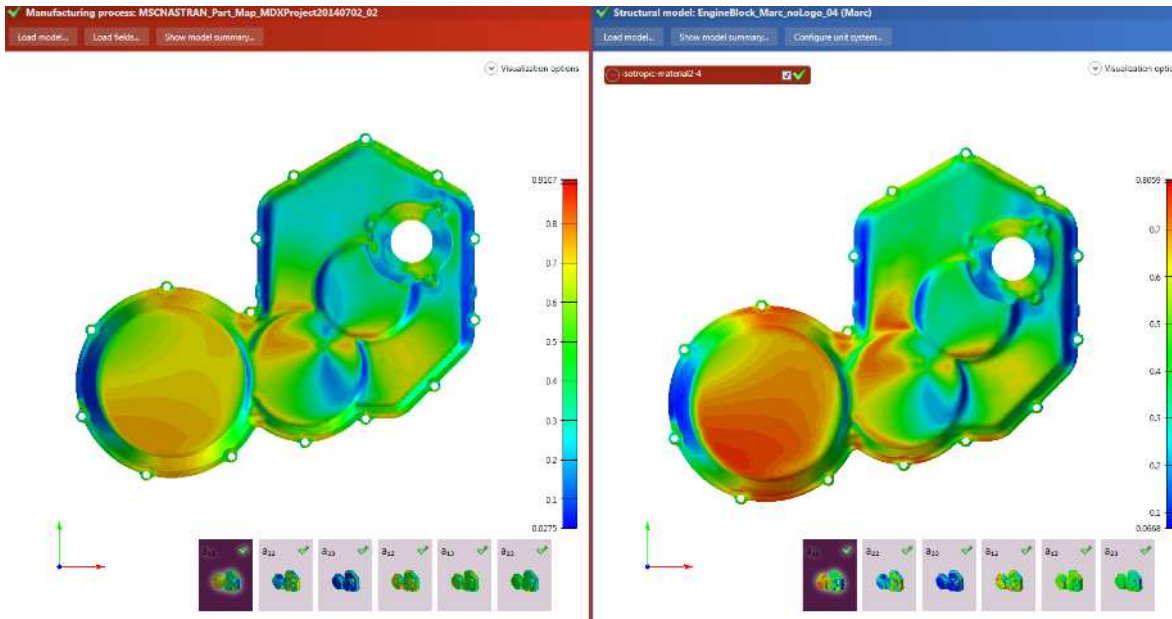 Manufacturing process: MSCNASTRAN_Part_Map_MDXProject20140702_02
Load model... Load fields... Show model summary...
Visualization options
0.9107
0.8
0.7
0.6
0.5
0.4
0.3
0.2
0.1
0.0275
a11 a22 a33 a12 a13
Structural model: EngineBlock_Marc_noLogo_04 (Marc)
Load model... Show model summary... Configure unit system...
isotropic-material2-4
Visualization optio
0.8059
0.7
0.6
0.5
0.4
0.3
0.2
0.1
0.0668
a11 a22 a33 a12 a23